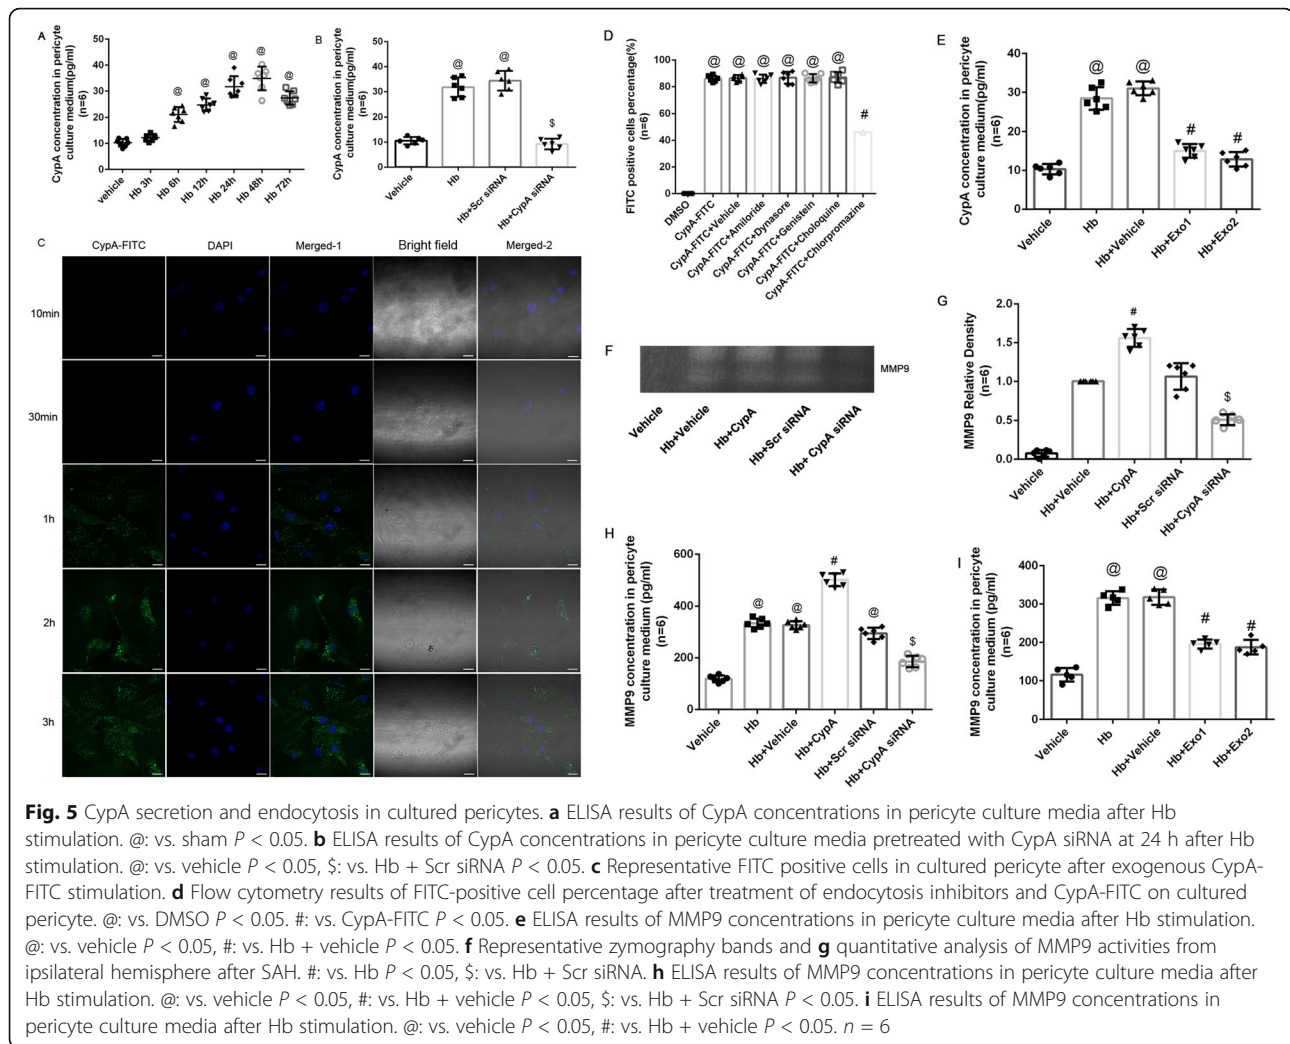 A
CypA concentration in pericyte
culture medium(pg/ml)
(n=6)
50
40
30
20
10
0
@
@
@
@
@
vehicle
Hb 3h
Hb 6h
Hb 12h
Hb 24h
Hb 48h
Hb 72h
B
CypA concentration in pericyte
culture medium(pg/ml)
(n=6)
50
40
30
20
10
0
@
@
$
Vehicle
Hb
Hb+Scr siRNA
Hb+CypA siRNA
C
CypA-FITC
DAPI
Merged-1
Bright field
Merged-2
10min
30min
1h
2h
3h
D
FITC positive cells percentage(%)
(n=6)
100
80
60
40
20
0
@
@
@
@
@
@
#
DMSO
CypA-FITC
CypA-FITC+Vehicle
CypA-FITC+Amiloride
CypA-FITC+Dynasore
CypA-FITC+Genistein
CypA-FITC+Choloquine
CypA-FITC+Chlorpromazine
E
CypA concentration in pericyte
culture medium(pg/ml)
(n=6)
40
30
20
10
0
@
@
#
#
Vehicle
Hb
Hb+Vehicle
Hb+Exo1
Hb+Exo2
F
MMP9
Vehicle
Hb+Vehicle
Hb+CypA
Hb+Scr siRNA
Hb+ CypA siRNA
G
MMP9 Relative Density
(n=6)
2.0
1.5
1.0
0.5
0.0
#
$
Vehicle
Hb+Vehicle
Hb+CypA
Hb+Scr siRNA
Hb+CypA siRNA
H
MMP9 concentration in pericyte
culture medium (pg/ml)
(n=6)
600
400
200
0
@
@
#
@
$
Vehicle
Hb
Hb+Vehicle
Hb+CypA
Hb+Scr siRNA
Hb+CypA siRNA
I
MMP9 concentration in pericyte
culture medium (pg/ml)
(n=6)
400
300
200
100
0
@
@
#
#
Vehicle
Hb
Hb+Vehicle
Hb+Exo1
Hb+Exo2
Fig. 5 CypA secretion and endocytosis in cultured pericytes. a ELISA results of CypA concentrations in pericyte culture media after Hb
stimulation. @: vs. sham P < 0.05. b ELISA results of CypA concentrations in pericyte culture media pretreated with CypA siRNA at 24 h after Hb
stimulation. @: vs. vehicle P < 0.05, $: vs. Hb + Scr siRNA P < 0.05. c Representative FITC positive cells in cultured pericyte after exogenous CypA-
FITC stimulation. d Flow cytometry results of FITC-positive cell percentage after treatment of endocytosis inhibitors and CypA-FITC on cultured
pericyte. @: vs. DMSO P < 0.05. #: vs. CypA-FITC P < 0.05. e ELISA results of MMP9 concentrations in pericyte culture media after Hb stimulation.
@: vs. vehicle P < 0.05, #: vs. Hb + vehicle P < 0.05. f Representative zymography bands and g quantitative analysis of MMP9 activities from
ipsilateral hemisphere after SAH. #: vs. Hb P < 0.05, $: vs. Hb + Scr siRNA. h ELISA results of MMP9 concentrations in pericyte culture media after
Hb stimulation. @: vs. vehicle P < 0.05, #: vs. Hb + vehicle P < 0.05, $: vs. Hb + Scr siRNA P < 0.05. i ELISA results of MMP9 concentrations in
pericyte culture media after Hb stimulation. @: vs. vehicle P < 0.05, #: vs. Hb + vehicle P < 0.05. n = 6